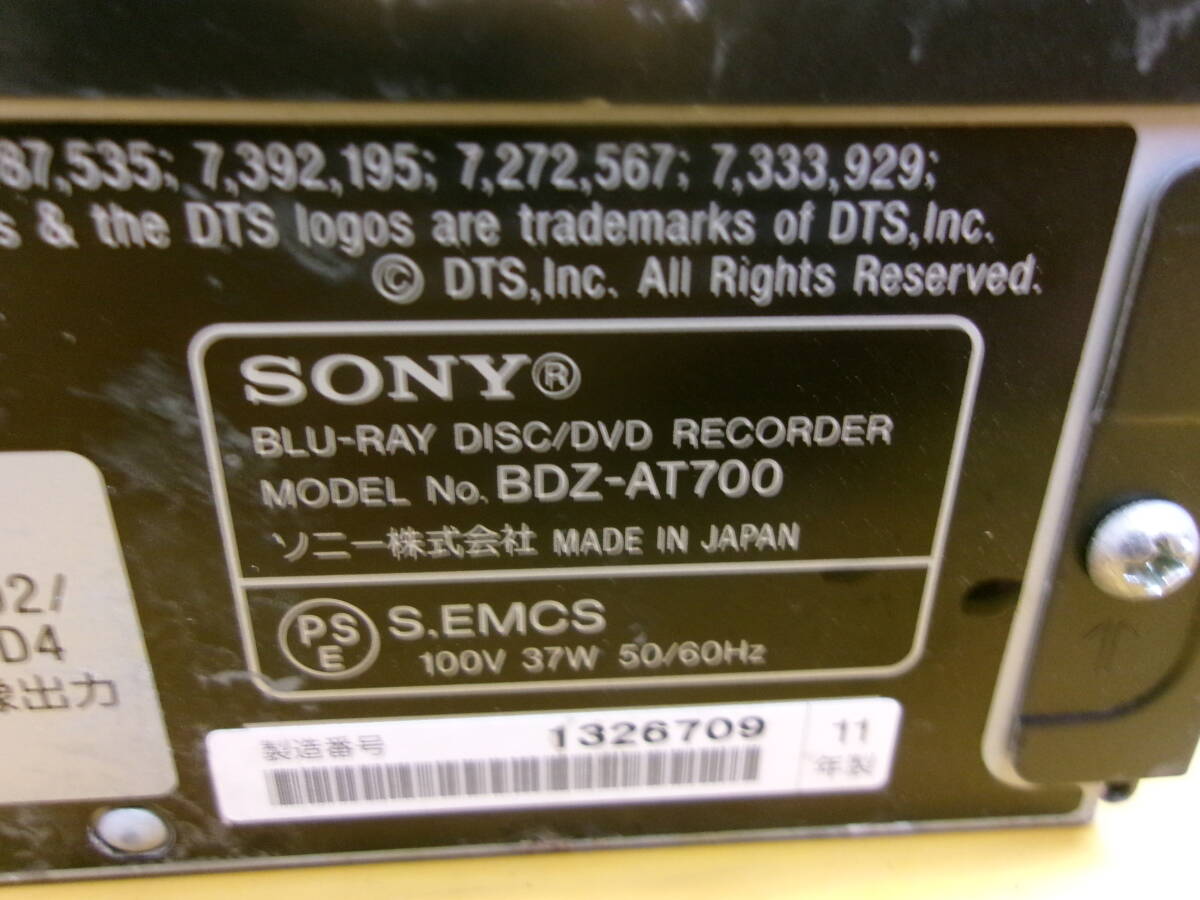 87,535; 7,392,195; 7,272,567; 7,333,929;
s & the DTS logos are trademarks of DTS,Inc.
© DTS,Inc. All Rights Reserved.
SONY®
BLU-RAY DISC/DVD RECORDER
MODEL No. BDZ-AT700
ソニー株式会社 MADE IN JAPAN
PS
E
S.EMCS
100V 37W 50/60Hz
2/
D4
線出力
製造番号 1326709
11
年製